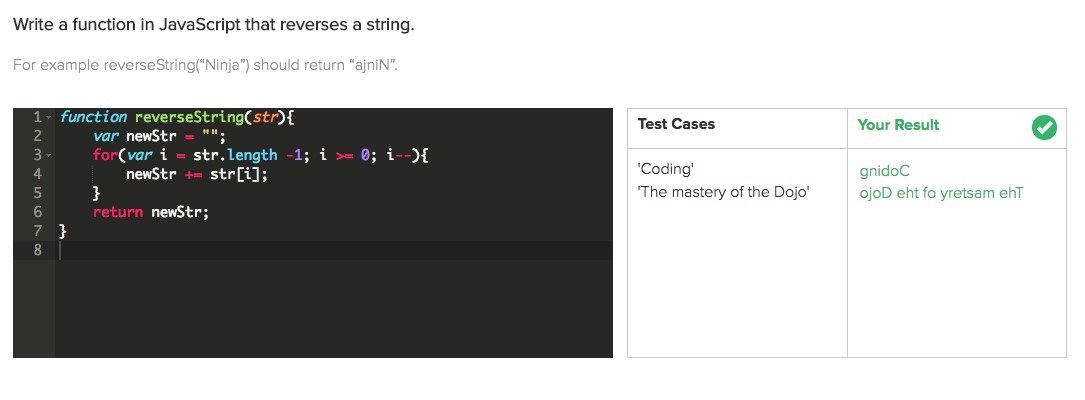 Write a function in JavaScript that reverses a string.
For example reverseString(“Ninja”) should return “ajniN”.
1 function reverseString(str){
2     var newStr = "";
3     for(var i = str.length -1; i >= 0; i--){
4         newStr += str[i];
5     }
6     return newStr;
7 }
8
Test Cases
'Coding'
'The mastery of the Dojo'
Your Result
gnidoC
ojoD eht fo yretsam ehT